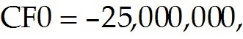 CF0 = –25,000,000,